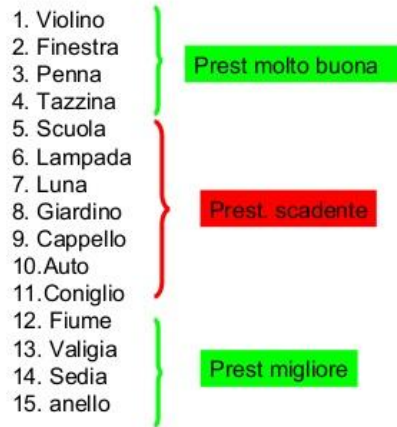 1. Violino
2. Finestra
3. Penna
4. Tazzina
5. Scuola
6. Lampada
7. Luna
8. Giardino
9. Cappello
10.Auto
11.Coniglio
12. Fiume
13. Valigia
14. Sedia
15. anello
Prest molto buona
Prest. scadente
Prest migliore